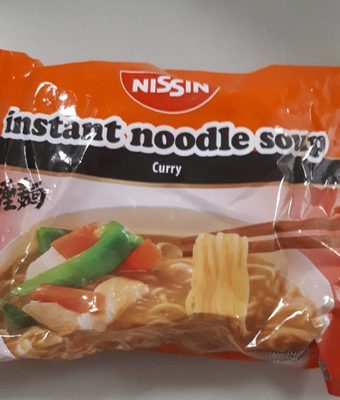 NISSIN
instant noodle soup
Curry